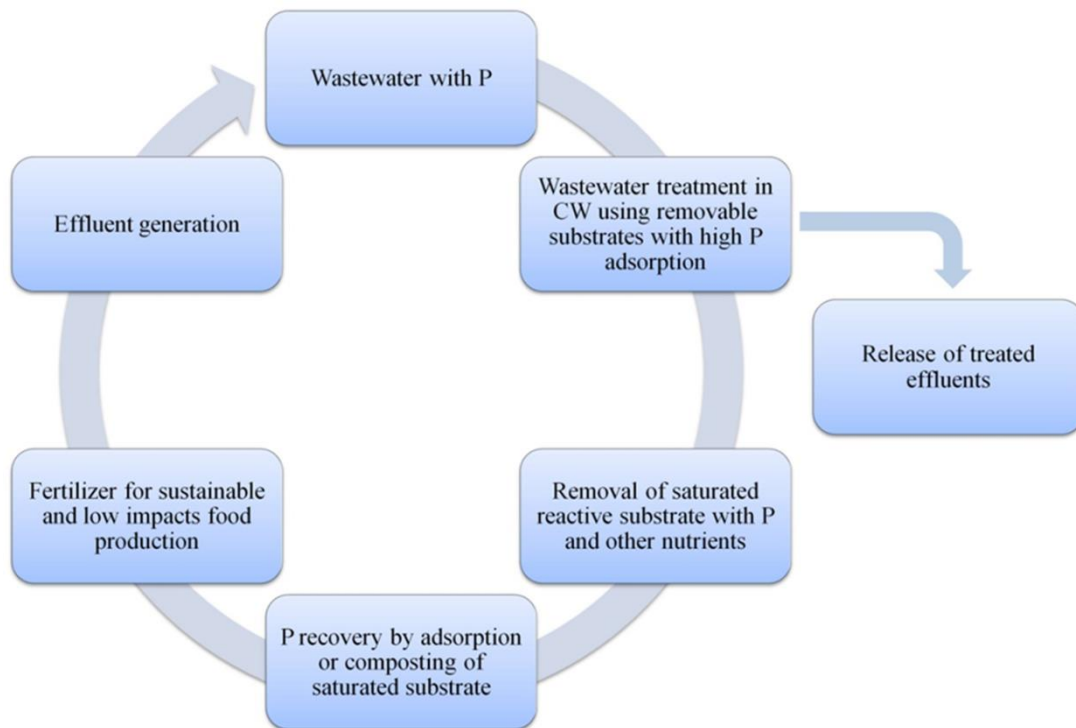 Wastewater with P
Wastewater treatment in
CW using removable
substrates with high P
adsorption
Release of treated
effluents
Removal of saturated
reactive substrate with P
and other nutrients
P recovery by adsorption
or composting of
saturated substrate
Fertilizer for sustainable
and low impacts food
production
Effluent generation